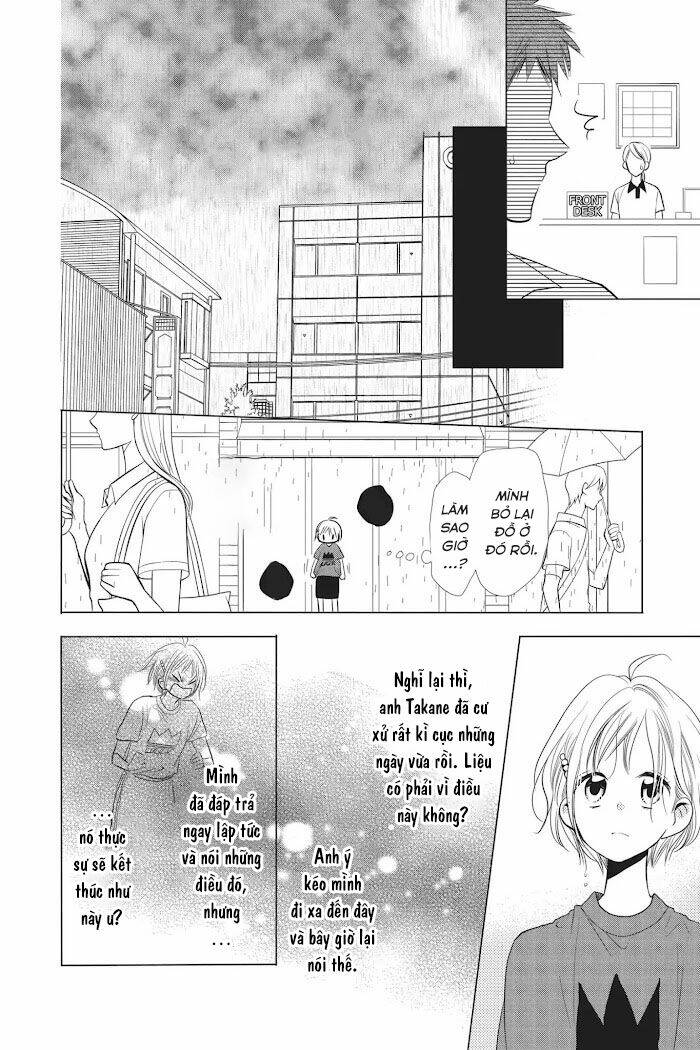 FRONT
DESK
MÌNH
BỎ LẠI
ĐỒ Ở
ĐÓ RỒI.
LÀM
SAO
GIỜ
...?
Nghĩ lại thì,
anh Takane đã cư
xử rất kì cục những
ngày vừa rồi. Liệu
có phải vì điều
này không?
Anh ý
kéo mình
đi xa đến đây
và bây giờ lại
nói thế.
Mình
đã đáp trả
ngay lập tức
và nói những
điều đó,
nhưng
...
...
nó thực
sự sẽ kết
thúc như
này ư?